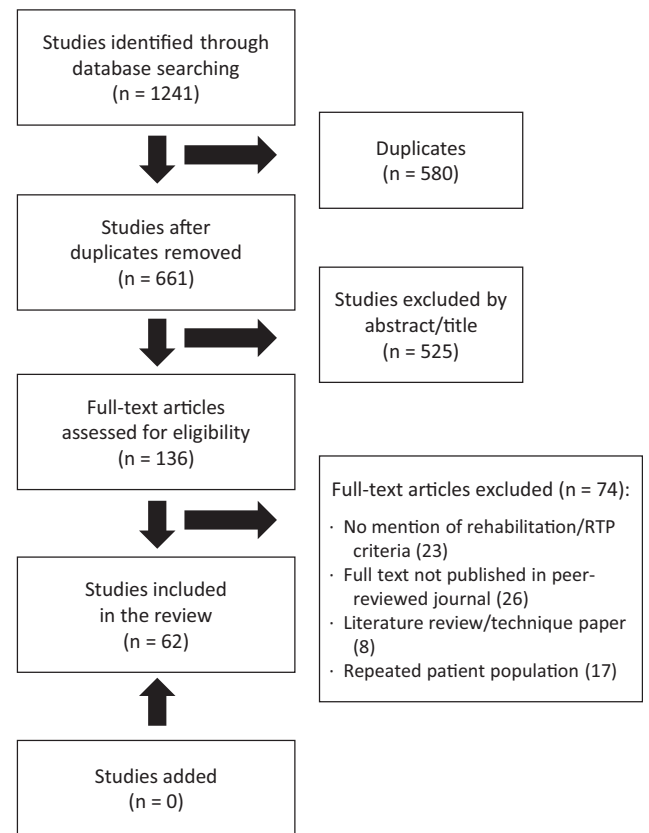 Studies identified through
database searching
(n = 1241)
Duplicates
(n = 580)
Studies after
duplicates removed
(n = 661)
Studies excluded by
abstract/title
(n = 525)
Full-text articles
assessed for eligibility
(n = 136)
Full-text articles excluded (n = 74):
· No mention of rehabilitation/RTP
criteria (23)
· Full text not published in peer-
reviewed journal (26)
· Literature review/technique paper
(8)
· Repeated patient population (17)
Studies included
in the review
(n = 62)
Studies added
(n = 0)